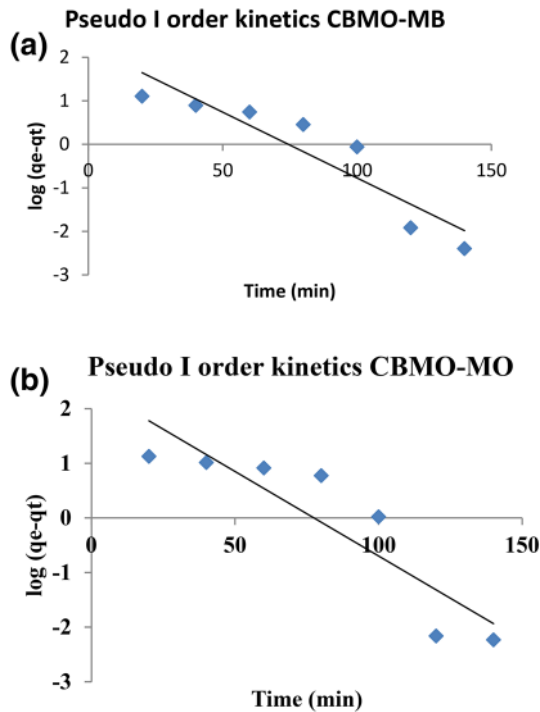 Pseudo I order kinetics CBMO-MB
(a)
2
1
0
-1
-2
-3
0
50
100
150
log (qe-qt)
Time (min)
Pseudo I order kinetics CBMO-MO
(b)
2
1
0
-1
-2
-3
0
50
100
150
log (qe-qt)
Time (min)